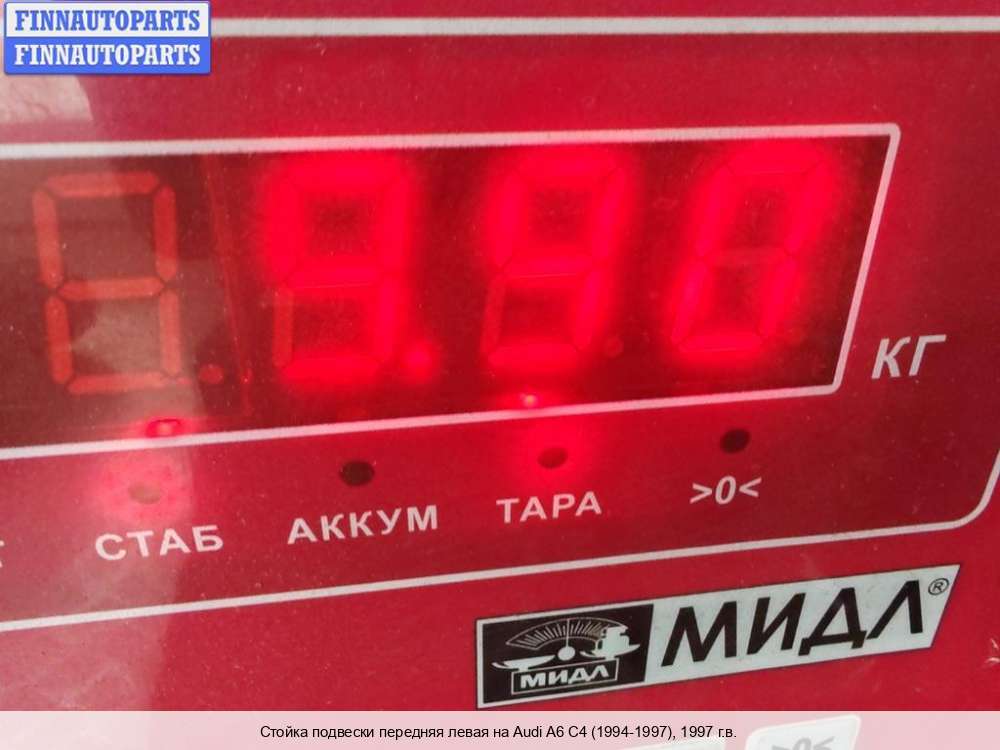 FINNAUTOPARTS
FINNAUTOPARTS
9.90
КГ
СТАБ АККУМ ТАРА >0<
МИДЛ МИДЛ®
>0<
Стойка подвески передняя левая на Audi A6 C4 (1994-1997), 1997 г.в.